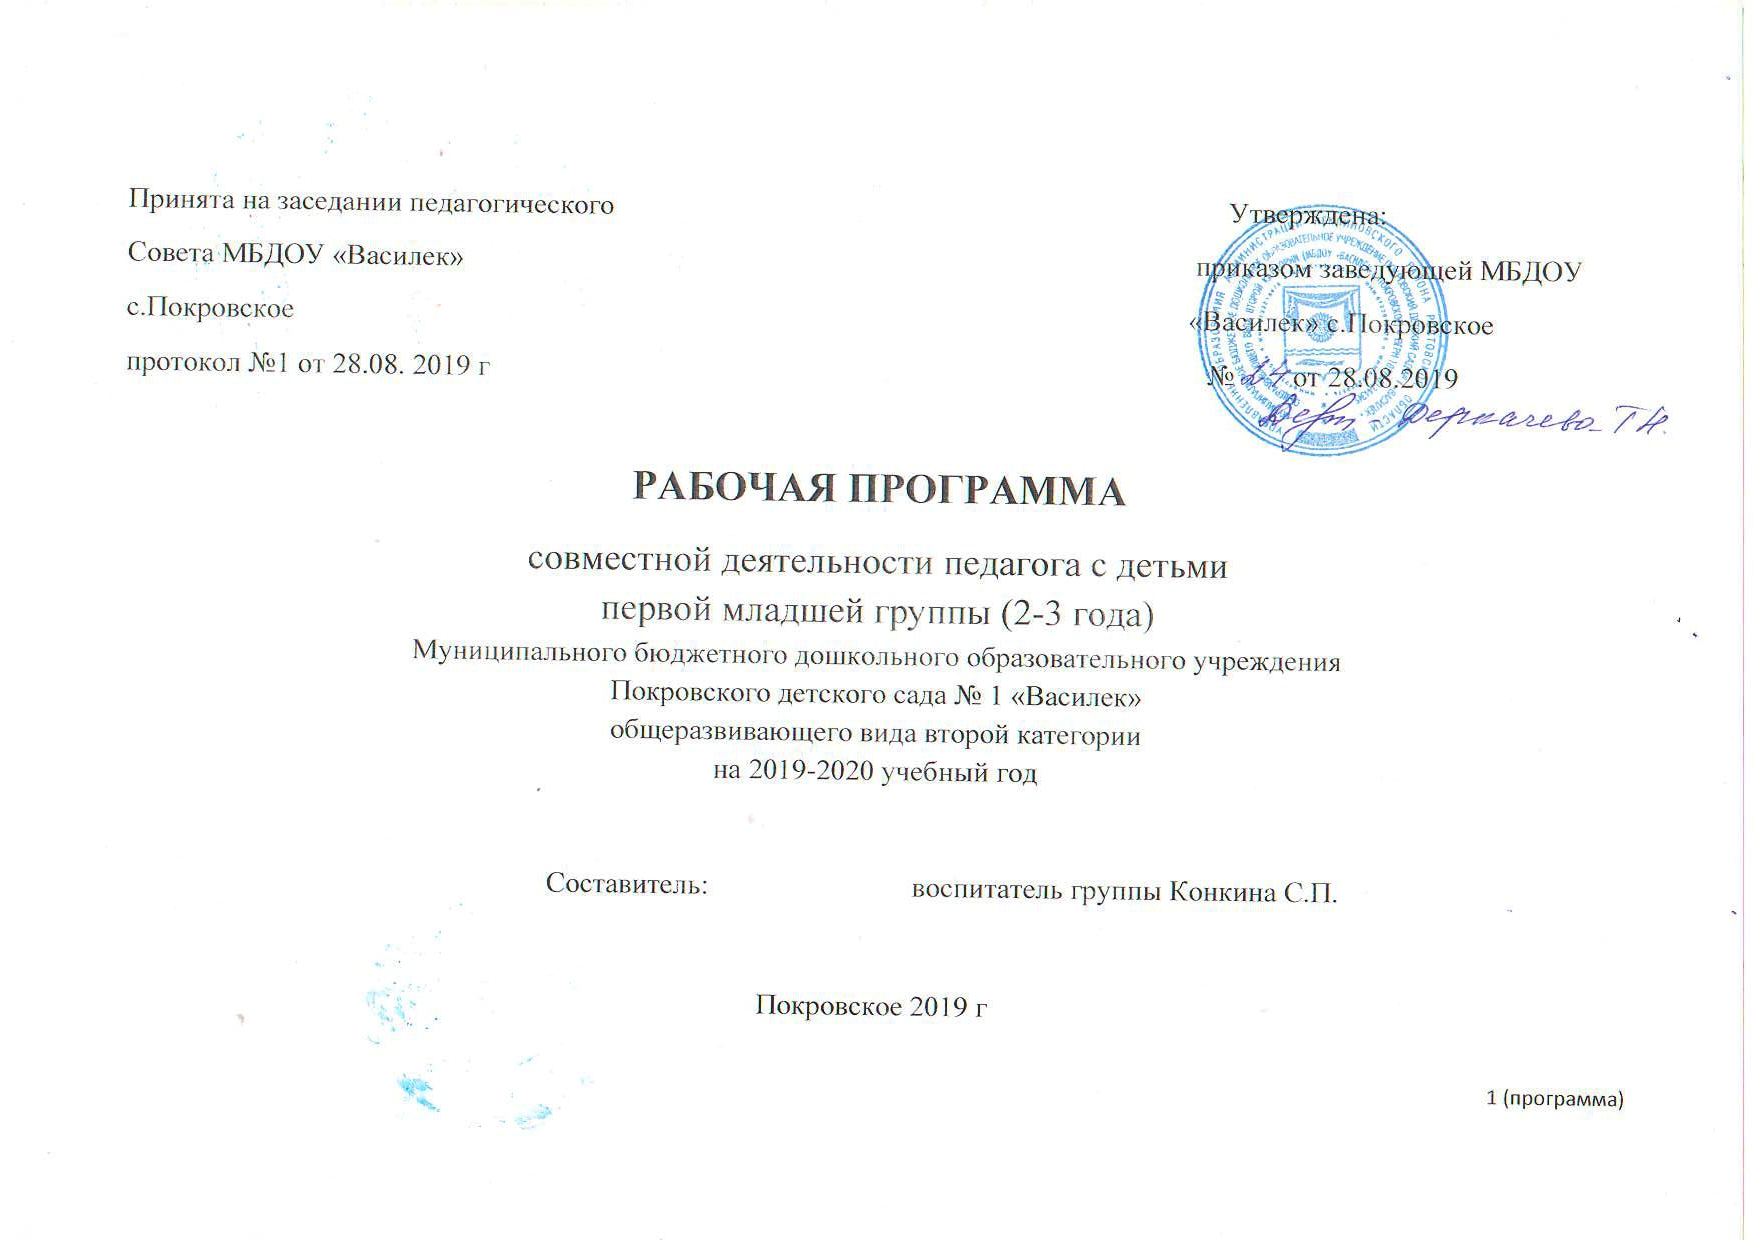 Принята на заседании педагогического
Совета МБДОУ «Василек»
с.Покровское
протокол №1 от 28.08. 2019 г
Утверждена:
приказом заведующей МБДОУ
«Василек» с.Покровское
№ от 28.08.2019
Т Н.
РАБОЧАЯ ПРОГРАММА
совместной деятельности педагога с детьми
первой младшей группы (2-3 года)
Муниципального бюджетного дошкольного образовательного учреждения
Покровского детского сада № 1 «Василек»
общеразвивающего вида второй категории
на 2019-2020 учебный год
Составитель: воспитатель группы Конкина С.П.
Покровское 2019 г
1 (программа)